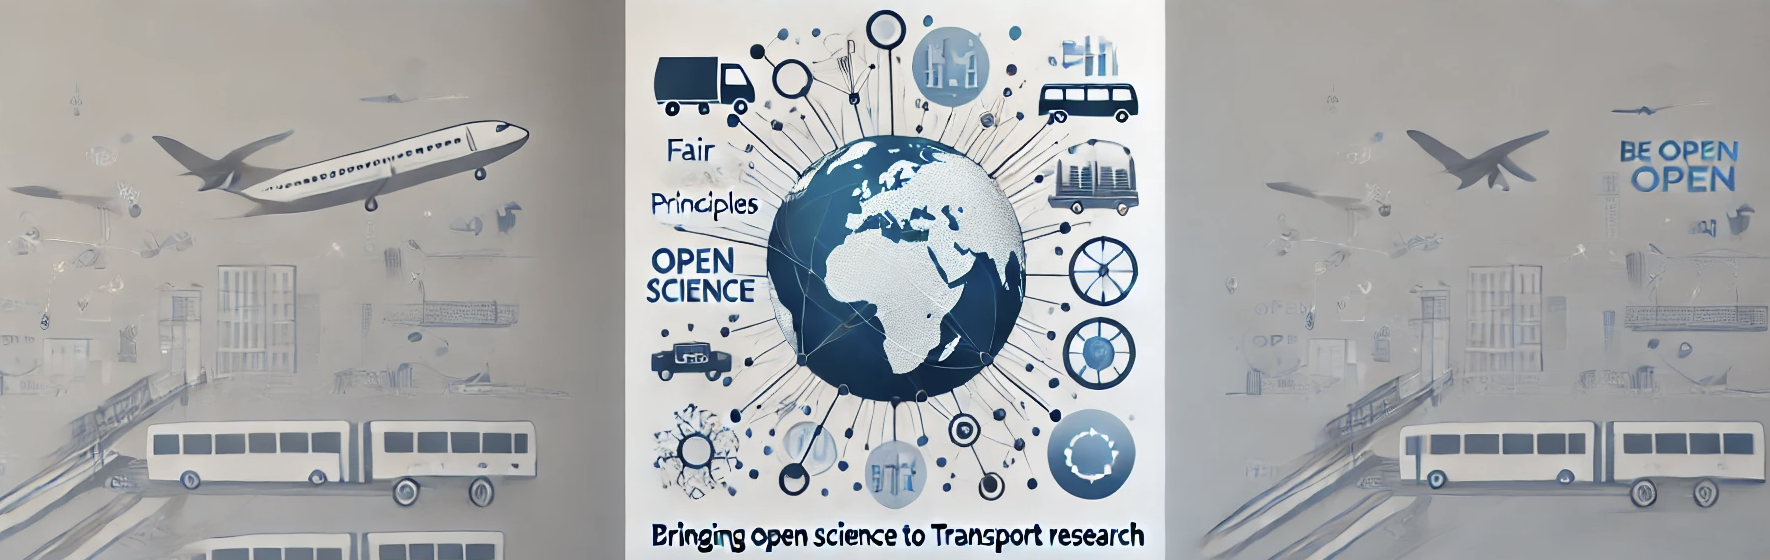 Fair
Principles
OPEN
SCIENCE
BE OPEN
OPEN
Bringing open science to Transport research